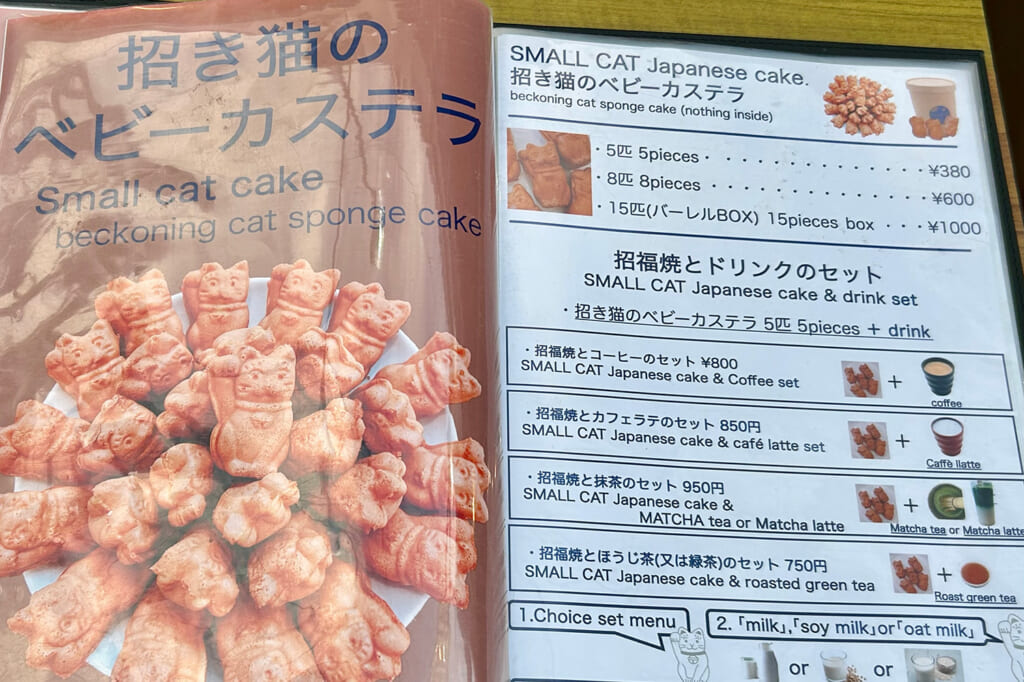 招き猫の
ベビーカステラ
Small cat cake
beckoning cat sponge cake
SMALL CAT Japanese cake.
招き猫のベビーカステラ
beckoning cat sponge cake (nothing inside)
・5匹 5pieces・・・・・・・・・・・・・・¥380
・8匹 8pieces ・・・・・・・・・・・・・・¥600
・15匹(バーレルBOX) 15pieces box ・・・¥1000
招福焼とドリンクのセット
SMALL CAT Japanese cake & drink set
・招き猫のベビーカステラ 5匹 5pieces + drink
・招福焼とコーヒーのセット ¥800
SMALL CAT Japanese cake & Coffee set
+
coffee
・招福焼とカフェラテのセット 850円
SMALL CAT Japanese cake & café latte set
+
Caffè llatte
・招福焼と抹茶のセット 950円
SMALL CAT Japanese cake &
MATCHA tea or Matcha latte
+
Matcha tea or Matcha latte
・招福焼とほうじ茶(又は緑茶)のセット 750円
SMALL CAT Japanese cake & roasted green tea
+
Roast green tea
1.Choice set menu
2.「milk」,「soy milk」or「oat milk」
or or